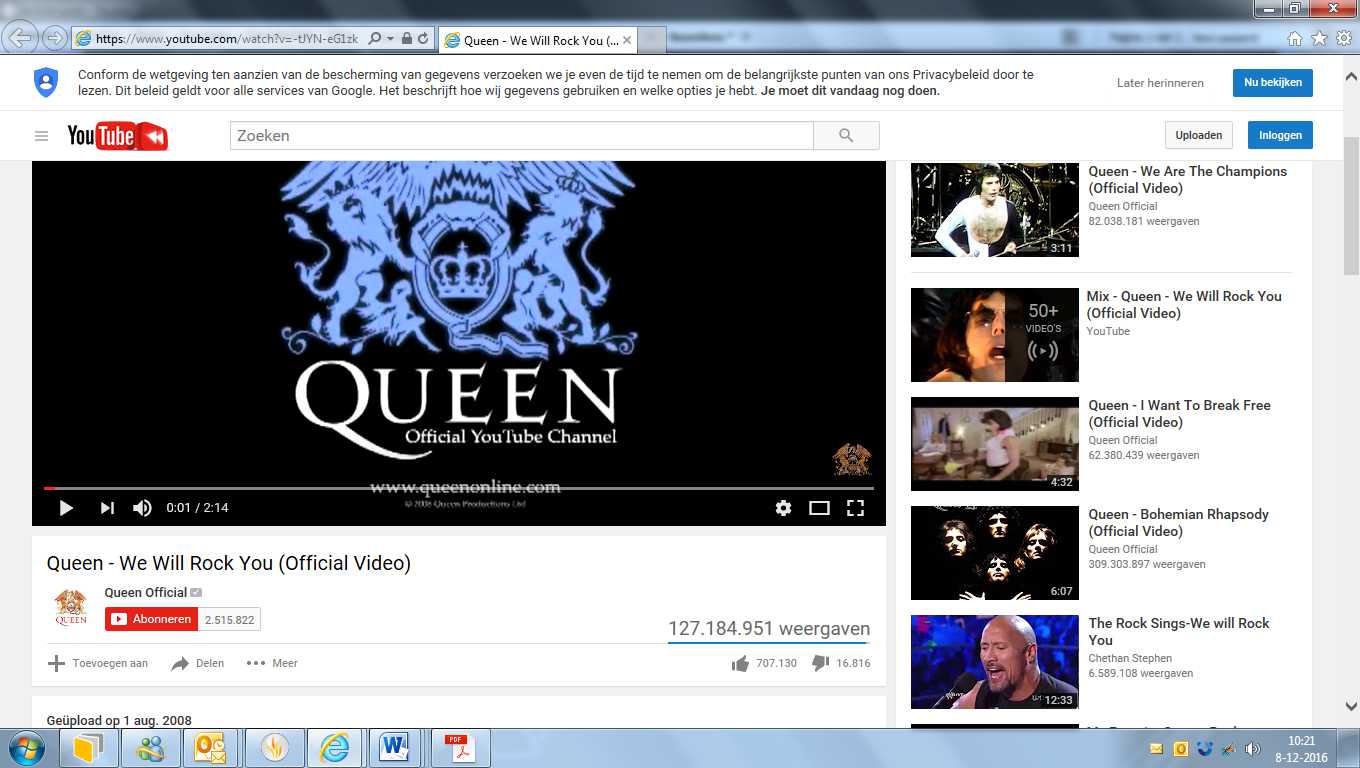 https://www.youtube.com/watch?v=-tJYN-eG1zk
Queen - We Will Rock You (...
Conform de wetgeving ten aanzien van de bescherming van gegevens verzoeken we je even de tijd te nemen om de belangrijkste punten van ons Privacybeleid door te
lezen. Dit beleid geldt voor alle services van Google. Het beschrijft hoe wij gegevens gebruiken en welke opties je hebt. Je moet dit vandaag nog doen.
Later herinneren
Nu bekijken
YouTube
Zoeken
Uploaden
Inloggen
QUEEN
Official YouTube Channel
www.queenonline.com
© 2008 Queen Productions Ltd
0:01 / 2:14
Queen - We Will Rock You (Official Video)
Queen Official
QUEEN
Abonneren
2.515.822
127.184.951 weergaven
Toevoegen aan
Delen
Meer
707.130
16.816
Geüpload op 1 aug. 2008
Queen - We Are The Champions
(Official Video)
Queen Official
82.038.181 weergaven
3:11
Mix - Queen - We Will Rock You
(Official Video)
YouTube
50+
VIDEO'S
Queen - I Want To Break Free
(Official Video)
Queen Official
62.380.439 weergaven
4:32
Queen - Bohemian Rhapsody
(Official Video)
Queen Official
309.303.897 weergaven
6:07
The Rock Sings-We will Rock
You
Chethan Stephen
6.589.108 weergaven
12:33
PDF
10:21
8-12-2016